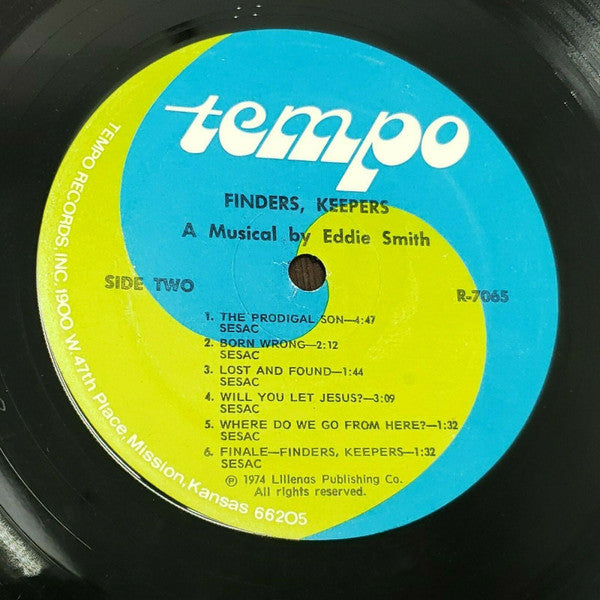 tempo
FINDERS, KEEPERS
A Musical by Eddie Smith
SIDE TWO
R-7065
1. THE PRODIGAL SON—4:47
SESAC
2. BORN WRONG—2:12
SESAC
3. LOST AND FOUND—1:44
SESAC
4. WILL YOU LET JESUS?—3:09
SESAC
5. WHERE DO WE GO FROM HERE?—1:32
SESAC
6. FINALE—FINDERS, KEEPERS—1:32
SESAC
℗ 1974 Lillenas Publishing Co.
All rights reserved.
TEMPO RECORDS, INC. 1900 W. 47th Place, Mission, Kansas 66205